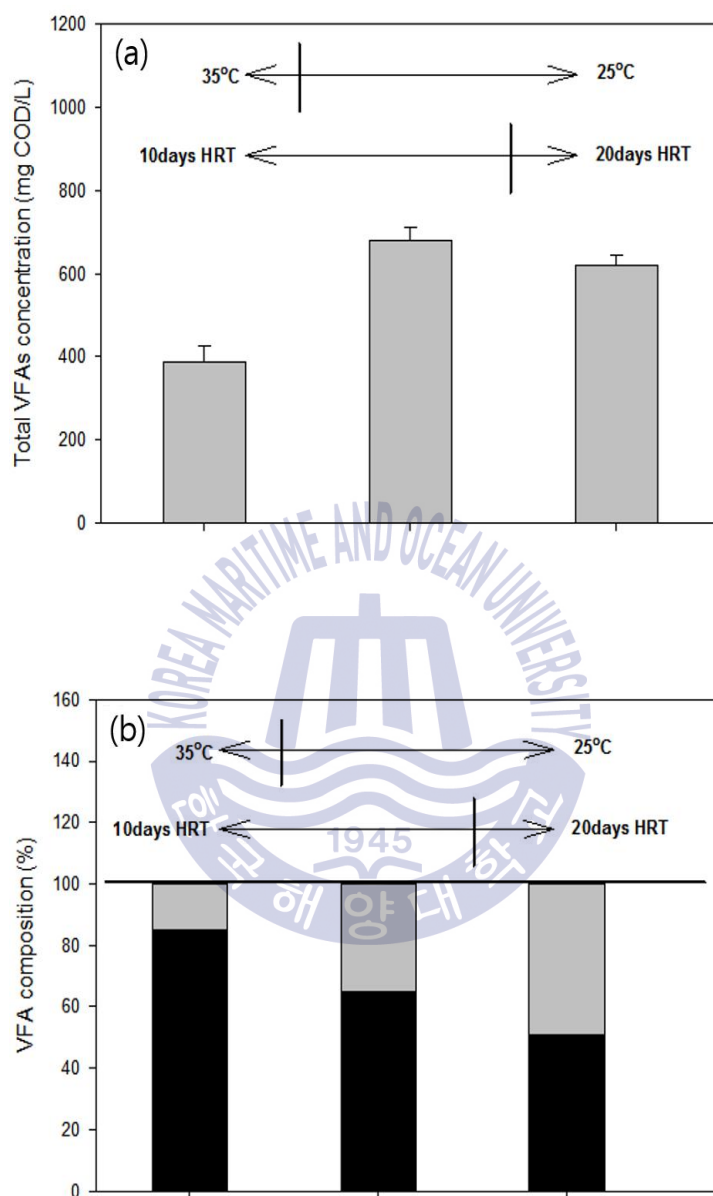 (a)
35°C
25°C
10days HRT
20days HRT
Total VFAs concentration (mg COD/L)
1200
1000
800
600
400
200
0
KOREA MARITIME AND OCEAN UNIVERSITY
1945
한국해양대학교
(b)
35°C
25°C
10days HRT
20days HRT
VFA composition (%)
160
140
120
100
80
60
40
20
0